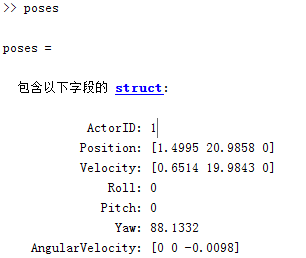 >> poses
poses =
包含以下字段的 struct:
ActorID: 1
Position: [1.4995 20.9858 0]
Velocity: [0.6514 19.9843 0]
Roll: 0
Pitch: 0
Yaw: 88.1332
AngularVelocity: [0 0 -0.0098]